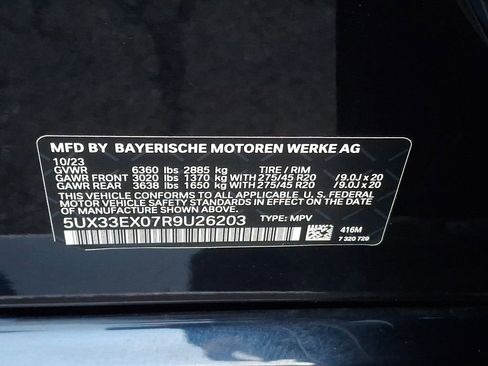 MFD BY BAYERISCHE MOTOREN WERKE AG
10/23
GVWR 6360 lbs 2885 kg TIRE / RIM
GAWR FRONT 3020 lbs 1370 kg WITH 275/45 R20 / 9.0J x 20
GAWR REAR 3638 lbs 1650 kg WITH 275/45 R20 / 9.0J x 20
THIS VEHICLE CONFORMS TO ALL APPLICABLE U.S. FEDERAL
MOTOR VEHICLE SAFETY STANDARDS IN EFFECT ON THE DATE
OF MANUFACTURE SHOWN ABOVE.
5UX33EX07R9U26203 TYPE: MPV
416M
7 320 729